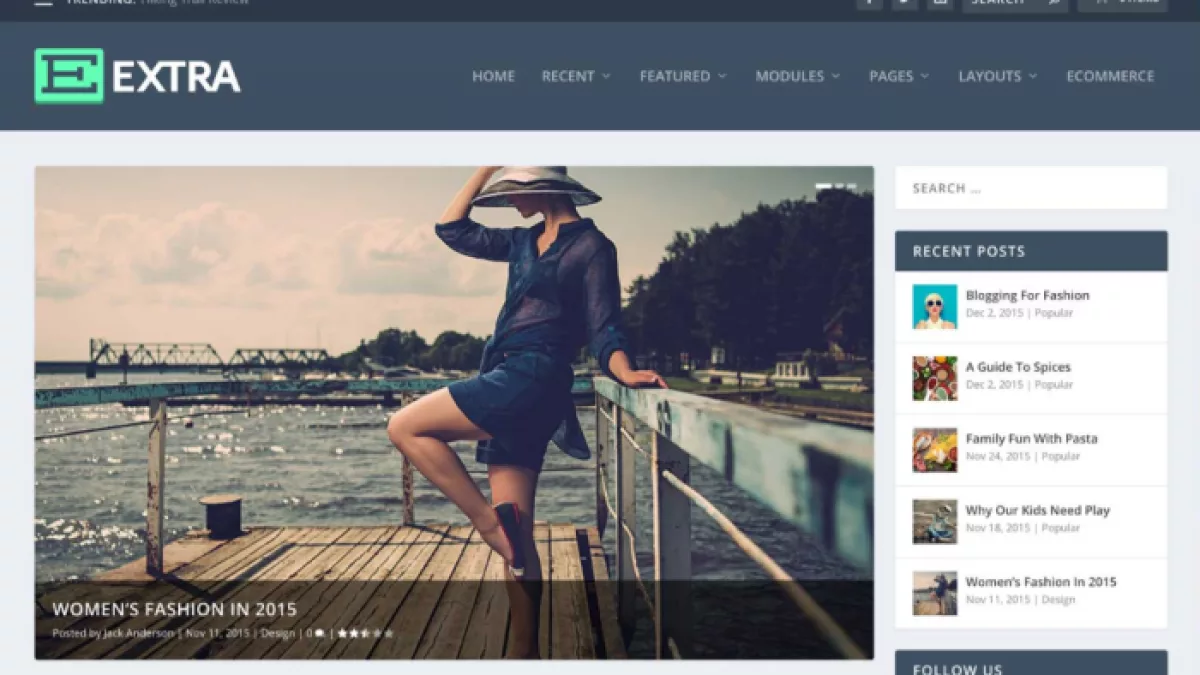 TRENDING: Hiking Trail Review
SEARCH
E EXTRA
HOME RECENT FEATURED MODULES PAGES LAYOUTS ECOMMERCE
SEARCH ...
RECENT POSTS
Blogging For Fashion
Dec 2, 2015 | Popular
A Guide To Spices
Dec 2, 2015 | Popular
Family Fun With Pasta
Nov 24, 2015 | Popular
Why Our Kids Need Play
Nov 18, 2015 | Popular
Women's Fashion In 2015
Nov 11, 2015 | Design
WOMEN'S FASHION IN 2015
Posted by Jack Anderson | Nov 11, 2015 | Design | 0 |
FOLLOW US